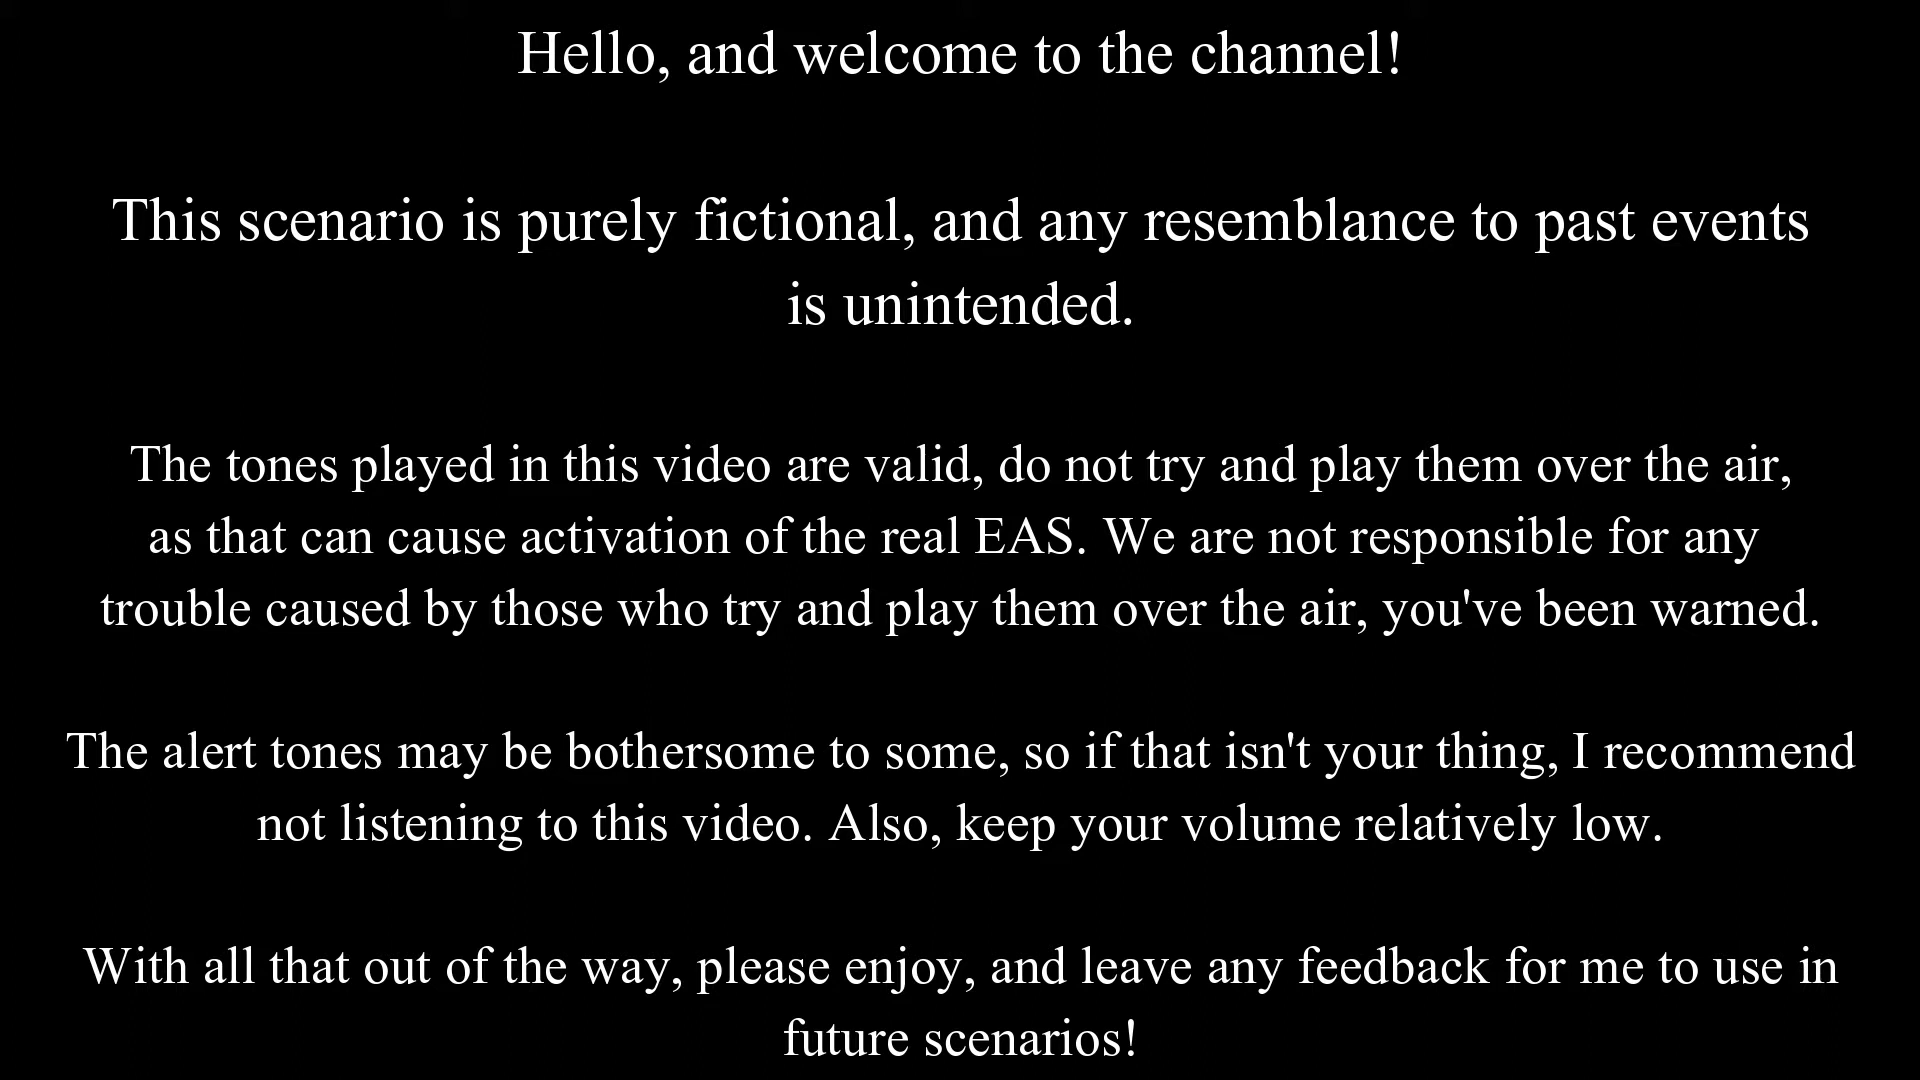 Hello, and welcome to the channel!
This scenario is purely fictional, and any resemblance to past events
is unintended.
The tones played in this video are valid, do not try and play them over the air,
as that can cause activation of the real EAS. We are not responsible for any
trouble caused by those who try and play them over the air, you've been warned.
The alert tones may be bothersome to some, so if that isn't your thing, I recommend
not listening to this video. Also, keep your volume relatively low.
With all that out of the way, please enjoy, and leave any feedback for me to use in
future scenarios!